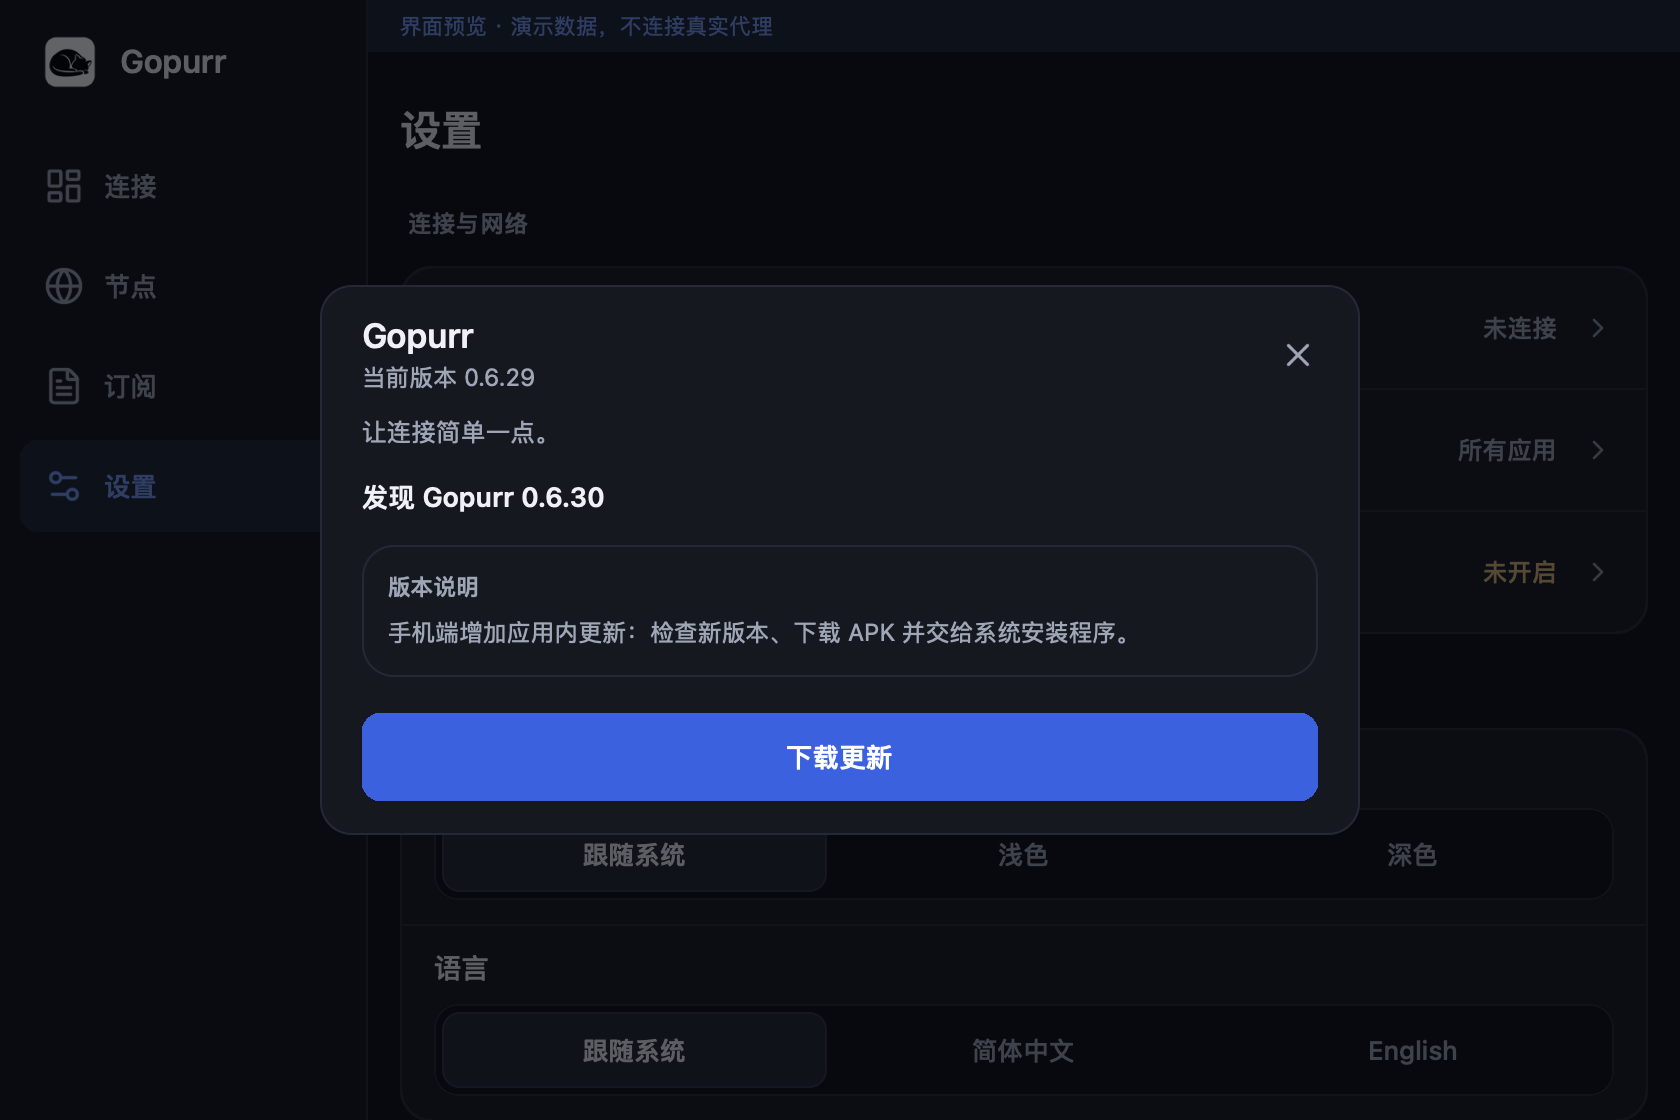 界面预览 · 演示数据，不连接真实代理
Gopurr
连接
节点
订阅
设置
设置
连接与网络
未连接
所有应用
未开启
Gopurr
当前版本 0.6.29
让连接简单一点。
发现 Gopurr 0.6.30
版本说明
手机端增加应用内更新：检查新版本、下载 APK 并交给系统安装程序。
下载更新
跟随系统
浅色
深色
语言
跟随系统
简体中文
English